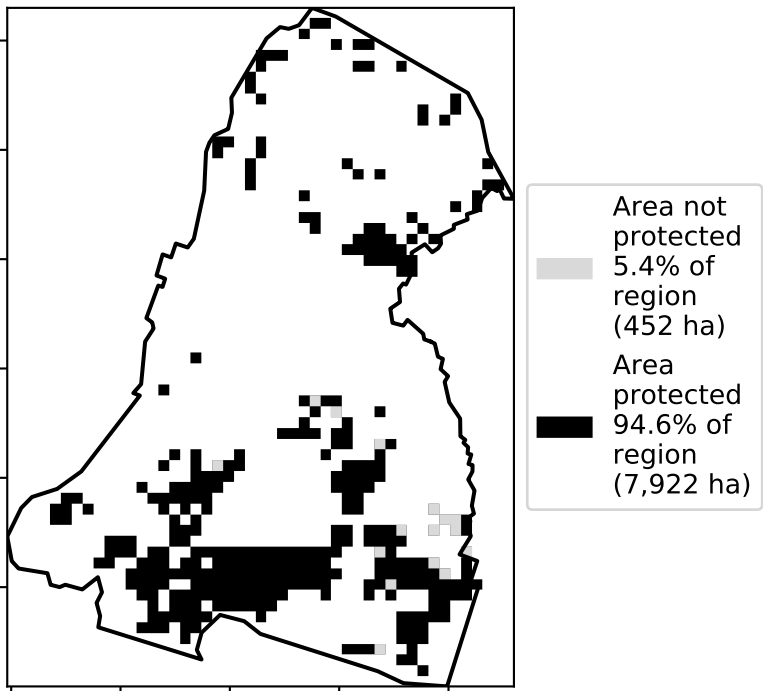 Area not
protected
5.4% of
region
(452 ha)
Area
protected
94.6% of
region
(7,922 ha)